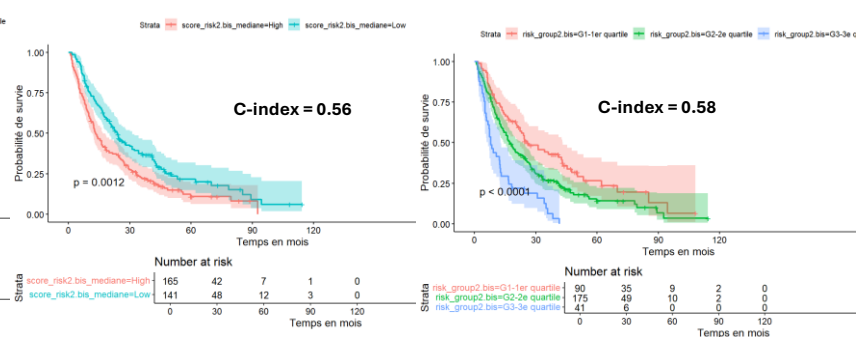 le
Strata score_risk2.bis_mediane=High score_risk2.bis_mediane=Low
Probabilité de survie
1.00
0.75
0.50
0.25
0.00
C-index = 0.56
p = 0.0012
0 30 60 90 120
Temps en mois
Number at risk
Strata
score_risk2.bis_mediane=High 165 42 7 1 0
score_risk2.bis_mediane=Low 141 48 12 3 0
0 30 60 90 120
Temps en mois
Strata risk_group2.bis=G1-1er quartile risk_group2.bis=G2-2e quartile risk_group2.bis=G3-3e q
Probabilité de survie
1.00
0.75
0.50
0.25
0.00
C-index = 0.58
p < 0.0001
0 30 60 90 120
Temps en mois
Number at risk
Strata
risk_group2.bis=G1-1er quartile 90 35 9 2 0
risk_group2.bis=G2-2e quartile 175 49 10 2 0
risk_group2.bis=G3-3e quartile 41 6 0 0 0
0 30 60 90 120
Temps en mois